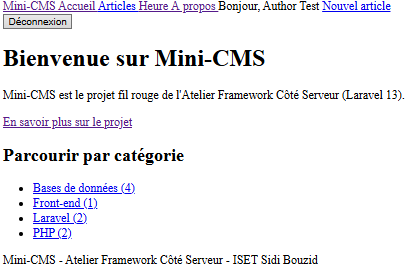 Mini-CMS Accueil Articles Heure A propos Bonjour, Author Test Nouvel article
Déconnexion
Bienvenue sur Mini-CMS
Mini-CMS est le projet fil rouge de l'Atelier Framework Côté Serveur (Laravel 13).
En savoir plus sur le projet
Parcourir par catégorie
Bases de données (4)
Front-end (1)
Laravel (2)
PHP (2)
Mini-CMS - Atelier Framework Côté Serveur - ISET Sidi Bouzid